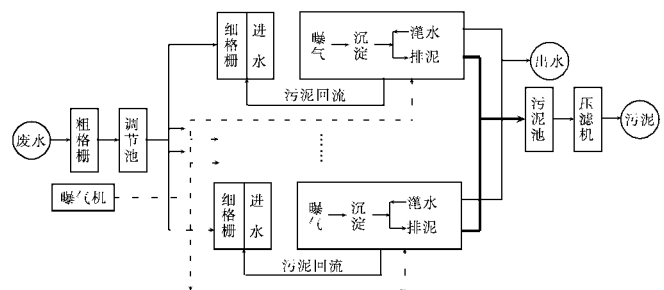 细格栅
进水
曝气
沉淀
滗水
排泥
污泥回流
出水
废水
粗格栅
调节池
污泥池
压滤机
污泥
曝气机
细格栅
进水
曝气
沉淀
滗水
排泥
污泥回流